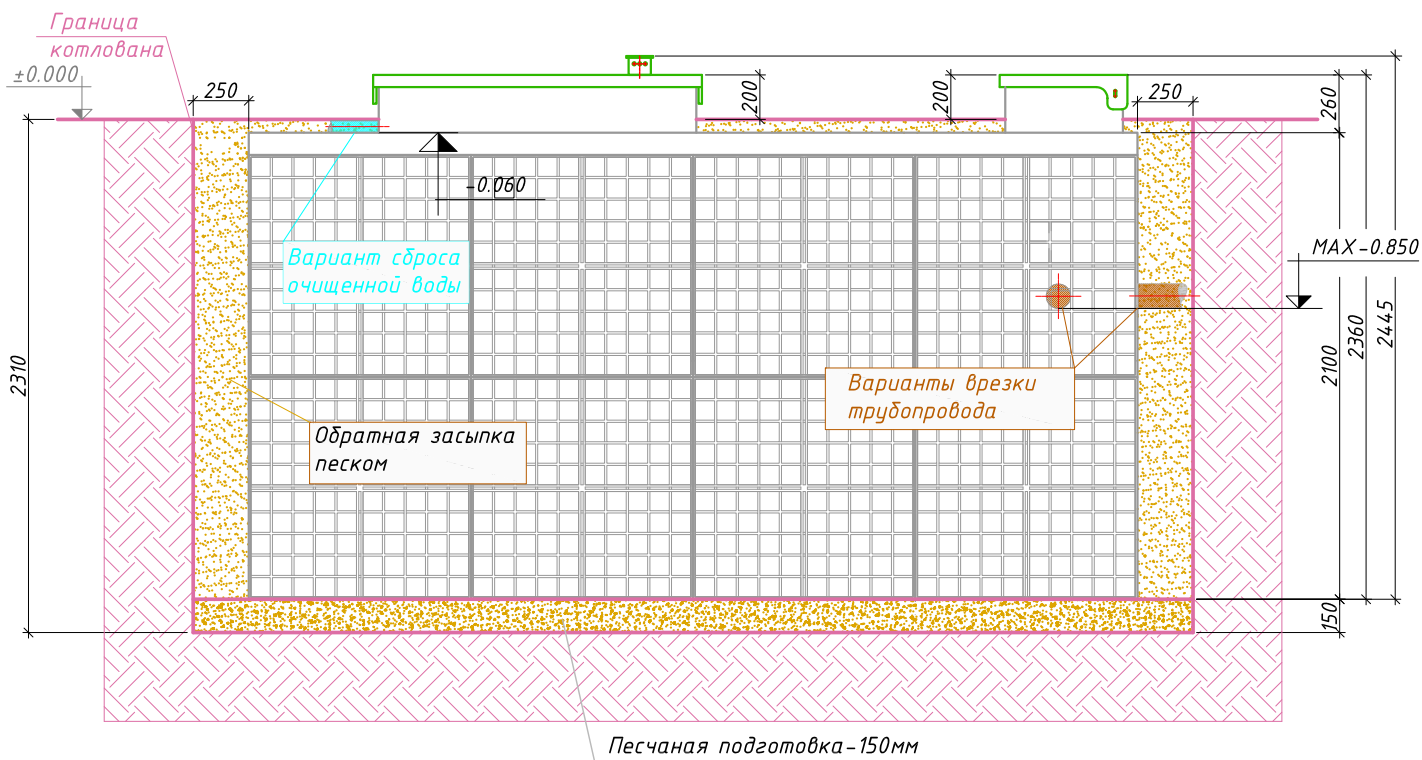 Граница
котлована
±0.000
250
200
200
250
260
-0.060
Вариант сброса
очищенной воды
MAX-0.850
2310
2100
2360
2445
Варианты врезки
трубопровода
Обратная засыпка
песком
150
Песчаная подготовка-150мм